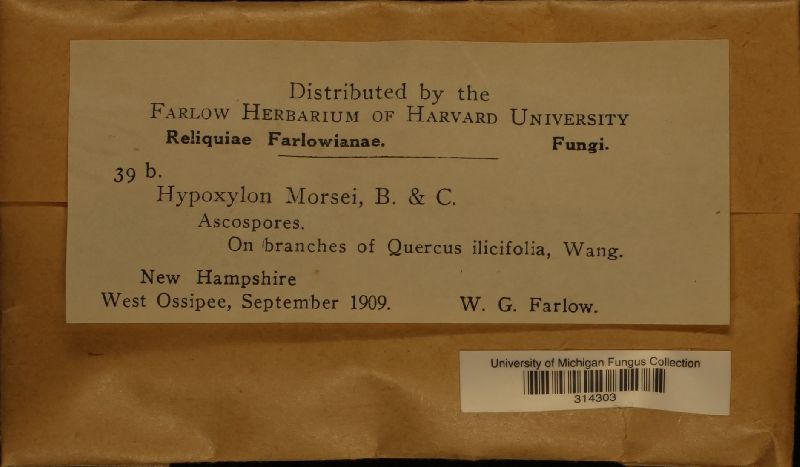 Distributed by the
FARLOW HERBARIUM OF HARVARD UNIVERSITY
Reliquiae Farlowianae. Fungi.
39 b.
Hypoxylon Morsei, B. & C.
Ascospores.
On branches of Quercus ilicifolia, Wang.
New Hampshire
West Ossipee, September 1909. W. G. Farlow.
University of Michigan Fungus Collection
314303